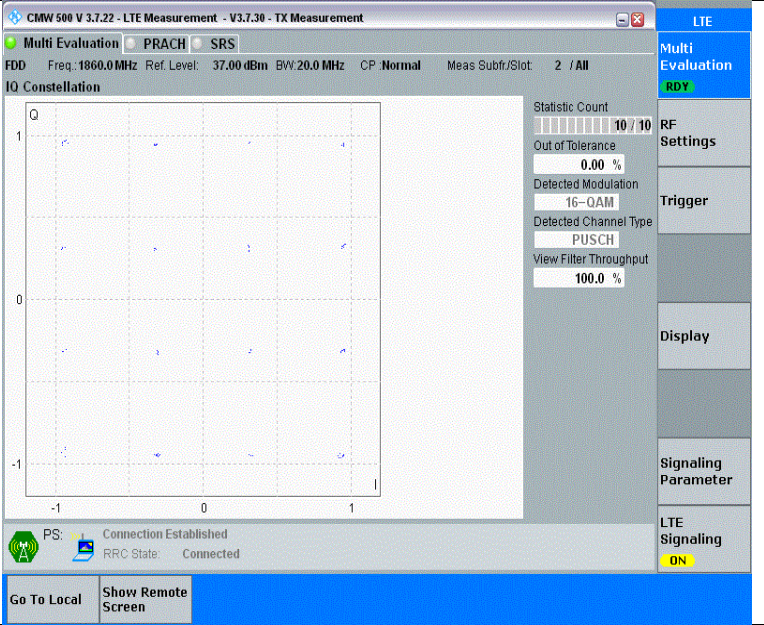 CMW 500 V 3.7.22 - LTE Measurement - V3.7.30 - TX Measurement
LTE
Multi Evaluation PRACH SRS
Multi
Evaluation
RDY
FDD Freq.: 1860.0 MHz Ref. Level: 37.00 dBm BW: 20.0 MHz CP : Normal Meas Subfr./Slot: 2 / All
IQ Constellation
Q
1
0
-1
-1 0 1
I
Statistic Count
10 / 10
Out of Tolerance
0.00 %
Detected Modulation
16-QAM
Detected Channel Type
PUSCH
View Filter Throughput
100.0 %
RF
Settings
Trigger
Display
Signaling
Parameter
LTE
Signaling
ON
PS: Connection Established
RRC State: Connected
Go To Local
Show Remote
Screen